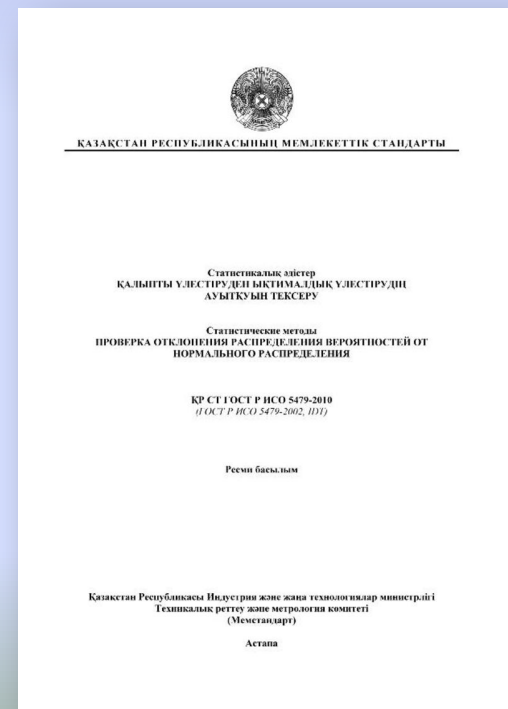 ҚАЗАҚСТАН РЕСПУБЛИКАСЫНЫҢ МЕМЛЕКЕТТІК СТАНДАРТЫ
Статистикалық әдістер
ҚАЛЫПТЫ ҮЛЕСТІРУДЕН ЫҚТИМАЛДЫҚ ҮЛЕСТІРУДІҢ
АУЫТҚУЫН ТЕКСЕРУ
Статистические методы
ПРОВЕРКА ОТКЛОНЕНИЯ РАСПРЕДЕЛЕНИЯ ВЕРОЯТНОСТЕЙ ОТ
НОРМАЛЬНОГО РАСПРЕДЕЛЕНИЯ
ҚР СТ ГОСТ Р ИСО 5479-2010
(ГОСТ Р ИСО 5479-2002, IDT)
Ресми басылым
Қазақстан Республикасы Индустрия және жаңа технологиялар министрлігі
Техникалық реттеу және метрология комитеті
(Мемстандарт)
Астана